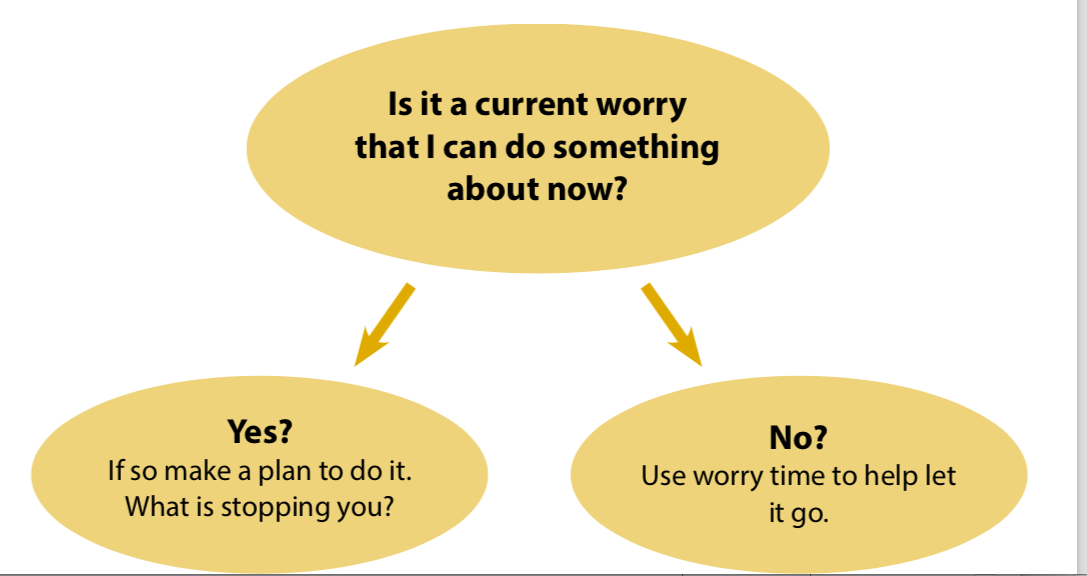 Is it a current worry
that I can do something
about now?
Yes?
If so make a plan to do it.
What is stopping you?
No?
Use worry time to help let
it go.